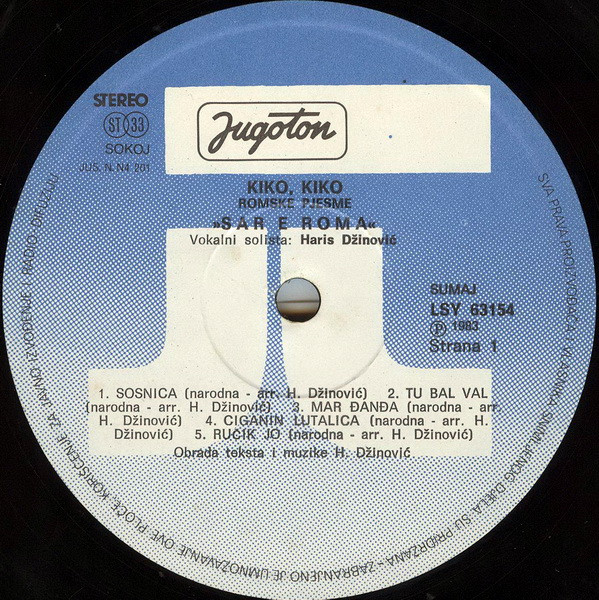 STEREO
ST 33
SOKOJ
JUS. N. N4 201
Jugoton
KIKO, KIKO
ROMSKE PJESME
»SAR E ROMA«
Vokalni solista: Haris Džinović
SUMAJ
LSY 63154
Ⓟ 1983
Strana 1
1. SOSNICA (narodna - arr. H. Džinović) 2. TU BAL VAL
(narodna - arr. H. Džinović) 3. MAR ĐANĐA (narodna - arr.
H. Džinović) 4. CIGANIN LUTALICA (narodna - arr. H.
Džinović) 5. RUČIK JO (narodna - arr. H. Džinović)
Obrada teksta i muzike H. Džinović
SVA PRAVA PROIZVOĐAČA I VLASNIKA SNIMLJENOG DJELA SU PRIDRŽANA - ZABRANJENO JE UMNOŽAVANJE OVE PLOČE, KORIŠĆENJE ZA JAVNO IZVOĐENJE I RADIO DIFUZIJU